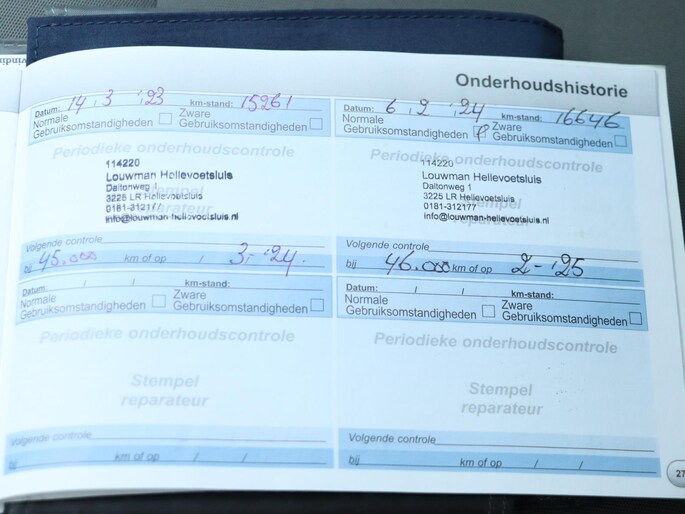 Onderhoudshistorie
Datum: 14 . 3 '23 km-stand: 15261
Normale Gebruiksomstandigheden
Zware Gebruiksomstandigheden
Periodieke onderhoudscontrole
Stempel reparateur
114220
Louwman Hellevoetsluis
Daltonweg 1
3225 LR Hellevoetsluis
0181-312177
info@louwman-hellevoetsluis.nl
Volgende controle
bij 45.000 km of op 3 - '24
Datum: 6 . 2 '24 km-stand: 16646
Normale Gebruiksomstandigheden
Zware Gebruiksomstandigheden
Periodieke onderhoudscontrole
Stempel reparateur
114220
Louwman Hellevoetsluis
Daltonweg 1
3225 LR Hellevoetsluis
0181-312177
info@louwman-hellevoetsluis.nl
Volgende controle
bij 46.000 km of op 2 - '25
Datum: / / km-stand:
Normale Gebruiksomstandigheden
Zware Gebruiksomstandigheden
Periodieke onderhoudscontrole
Stempel
reparateur
Volgende controle
bij km of op / /
Datum: / / km-stand:
Normale Gebruiksomstandigheden
Zware Gebruiksomstandigheden
Periodieke onderhoudscontrole
Stempel
reparateur
Volgende controle
bij km of op / /
27